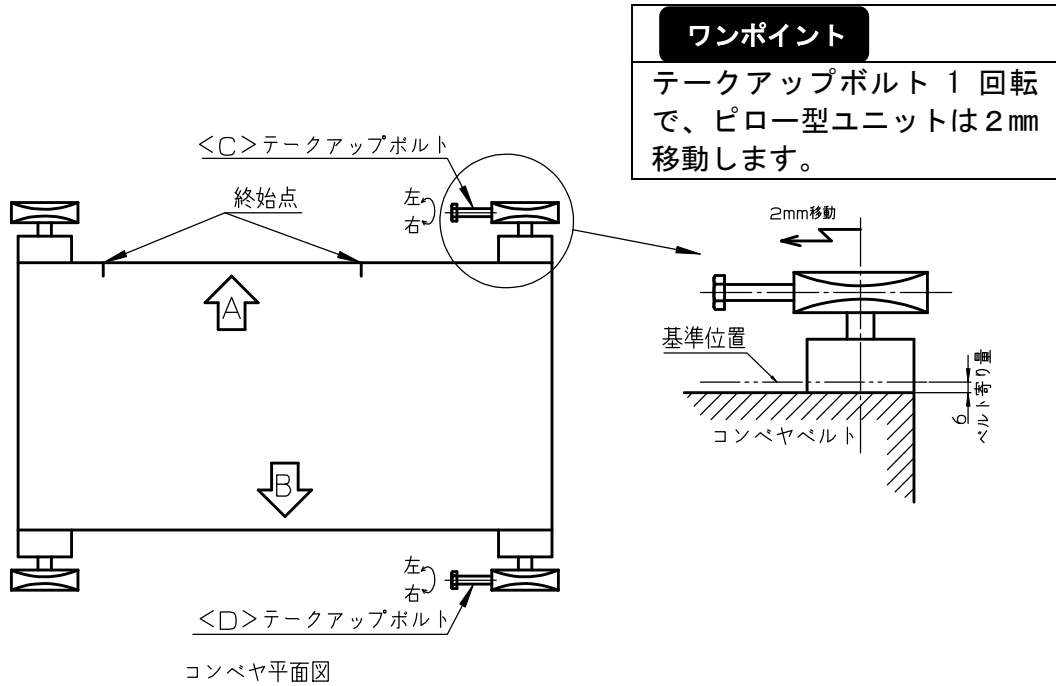 ワンポイント
テークアップボルト 1 回転
で、ピロー型ユニットは２㎜
移動します。
<C>テークアップボルト
終始点
左
右
2mm移動
A
基準位置
6
ベルト寄り量
コンベヤベルト
B
左
右
<D>テークアップボルト
コンベヤ平面図